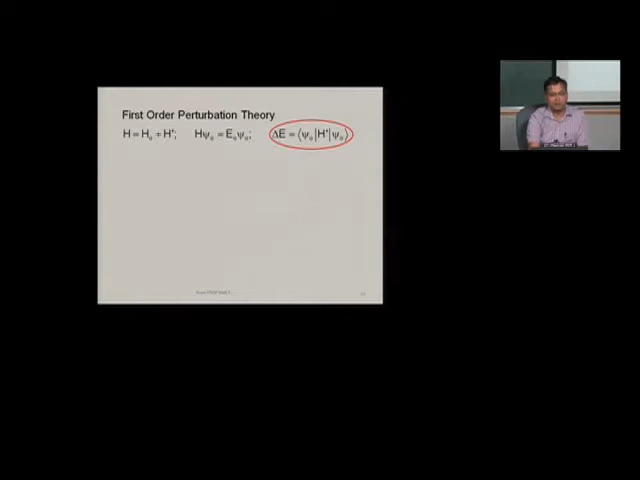 First Order Perturbation Theory
H = H₀ + H'; Hψ₀ = E₀ψ₀; ΔE = ⟨ψ₀|H'|ψ₀⟩